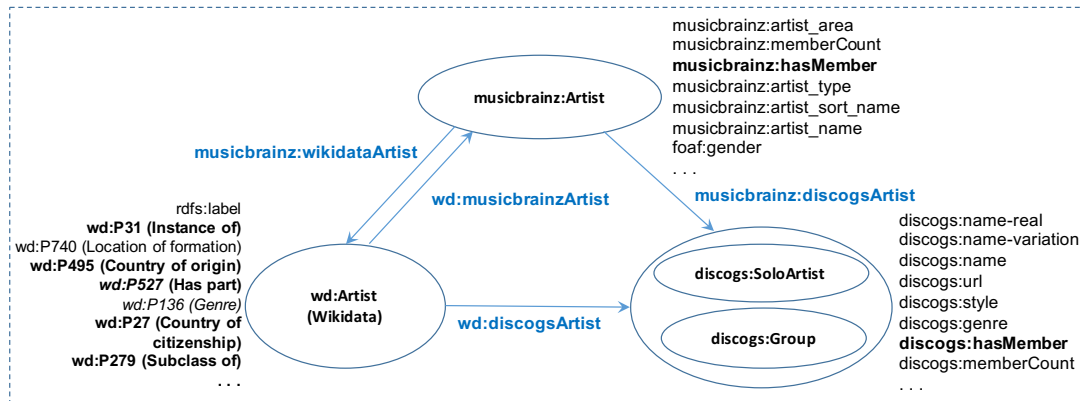 musicbrainz:artist_area
musicbrainz:memberCount
musicbrainz:hasMember
musicbrainz:artist_type
musicbrainz:artist_sort_name
musicbrainz:artist_name
foaf:gender
. . .
musicbrainz:Artist
musicbrainz:wikidataArtist
wd:musicbrainzArtist
musicbrainz:discogsArtist
rdfs:label
wd:P31 (Instance of)
wd:P740 (Location of formation)
wd:P495 (Country of origin)
wd:P527 (Has part)
wd:P136 (Genre)
wd:P27 (Country of
citizenship)
wd:P279 (Subclass of)
. . .
wd:Artist
(Wikidata)
wd:discogsArtist
discogs:SoloArtist
discogs:Group
discogs:name-real
discogs:name-variation
discogs:name
discogs:url
discogs:style
discogs:genre
discogs:hasMember
discogs:memberCount
. . .